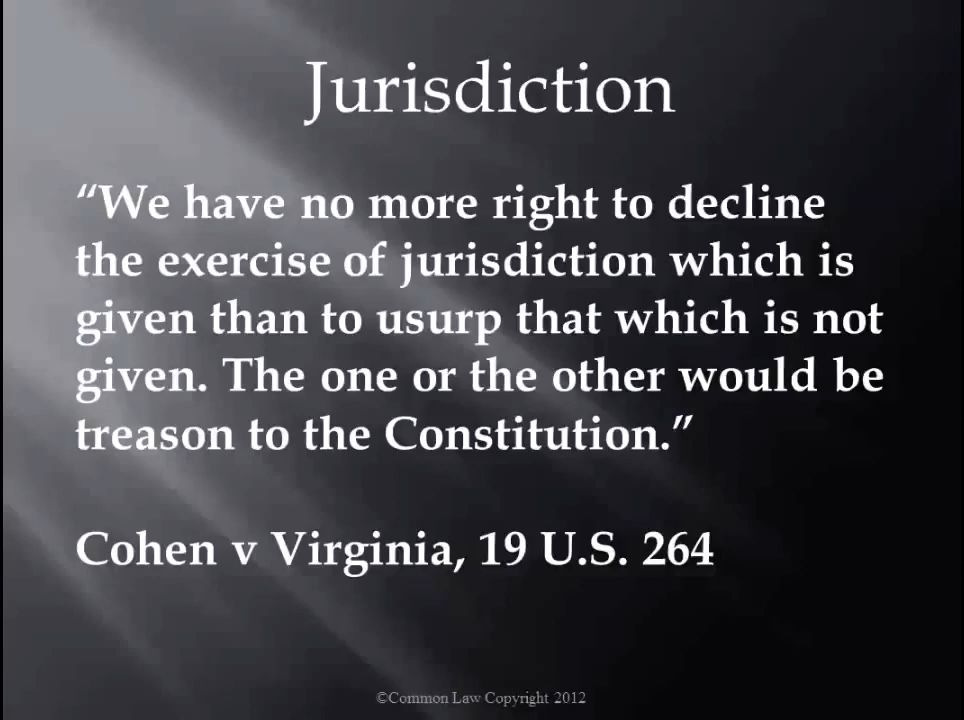 Jurisdiction
“We have no more right to decline
the exercise of jurisdiction which is
given than to usurp that which is not
given. The one or the other would be
treason to the Constitution.”
Cohen v Virginia, 19 U.S. 264
©Common Law Copyright 2012